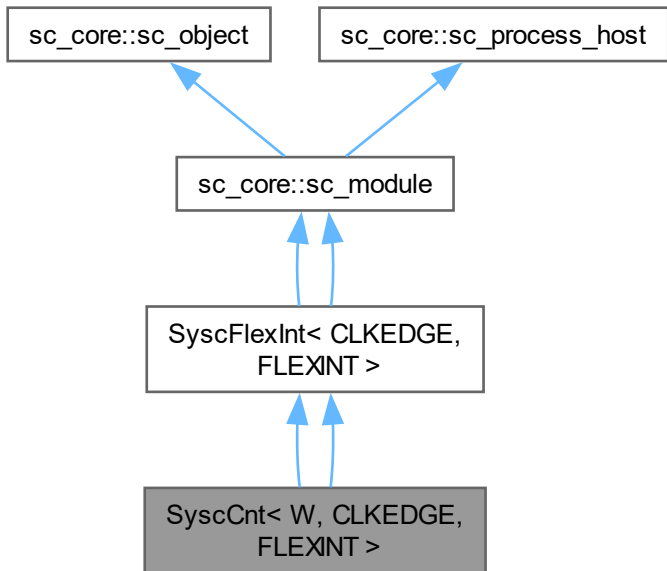 sc_core::sc_object
sc_core::sc_process_host
sc_core::sc_module
SyscFlexInt< CLKEDGE,
FLEXINT >
SyscCnt< W, CLKEDGE,
FLEXINT >